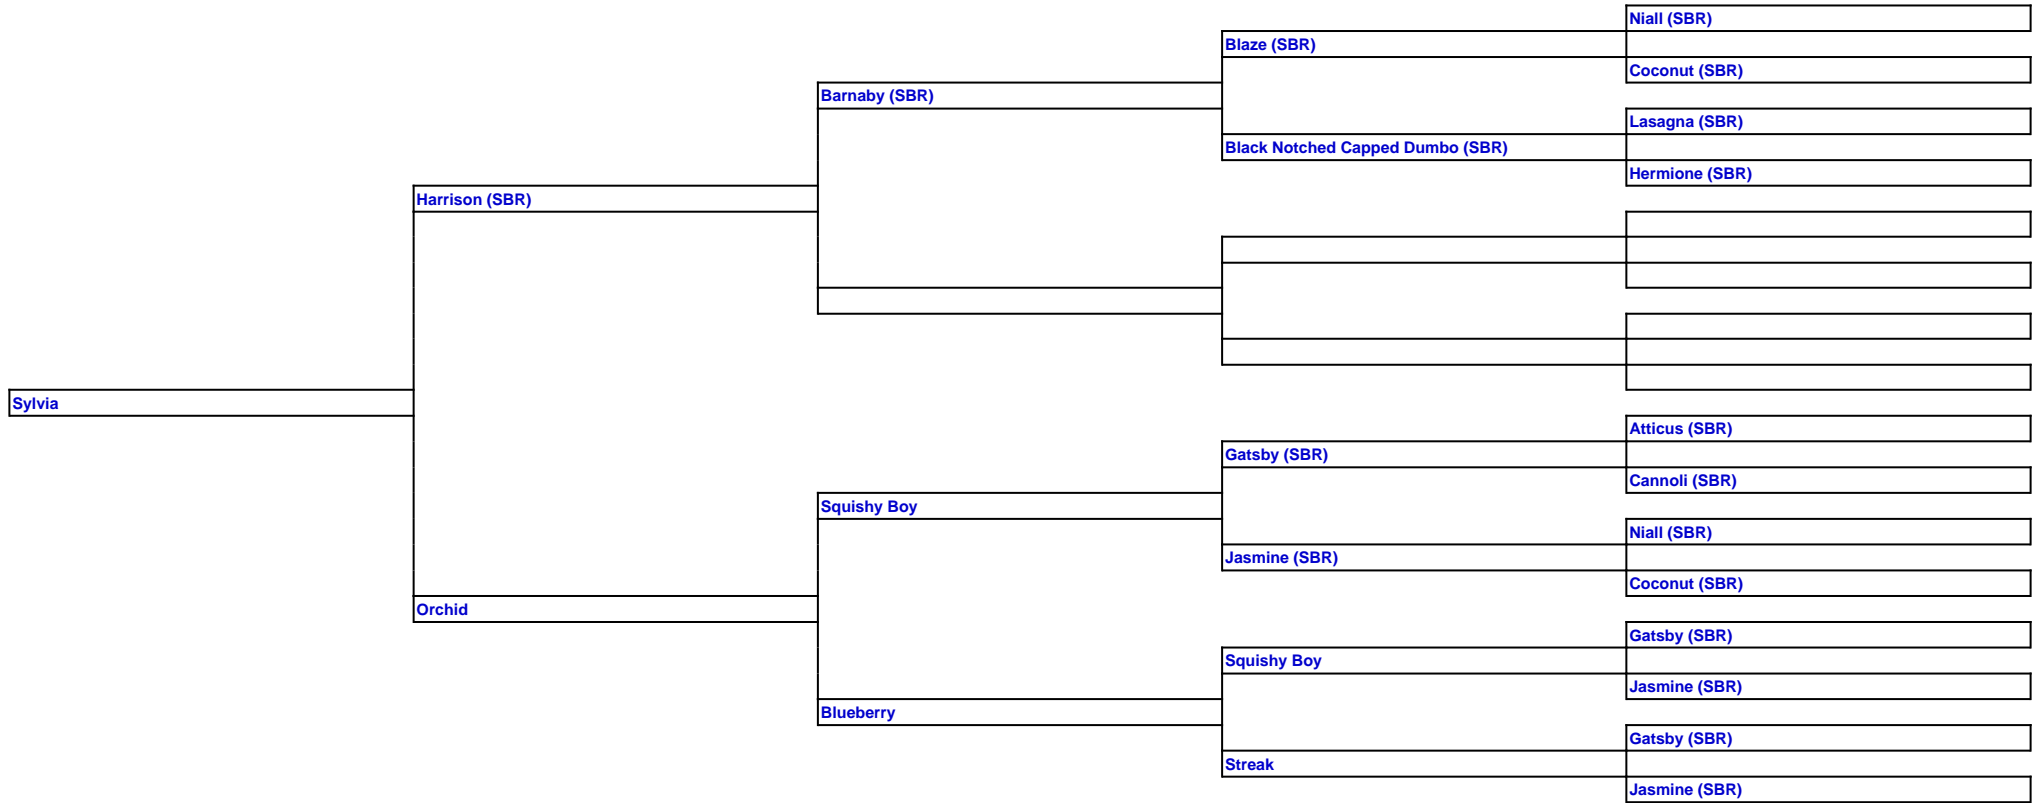 Niall (SBR)
Blaze (SBR)
Coconut (SBR)
Barnaby (SBR)
Lasagna (SBR)
Black Notched Capped Dumbo (SBR)
Hermione (SBR)
Harrison (SBR)
Sylvia
Atticus (SBR)
Gatsby (SBR)
Cannoli (SBR)
Squishy Boy
Niall (SBR)
Jasmine (SBR)
Coconut (SBR)
Orchid
Gatsby (SBR)
Squishy Boy
Jasmine (SBR)
Blueberry
Gatsby (SBR)
Streak
Jasmine (SBR)